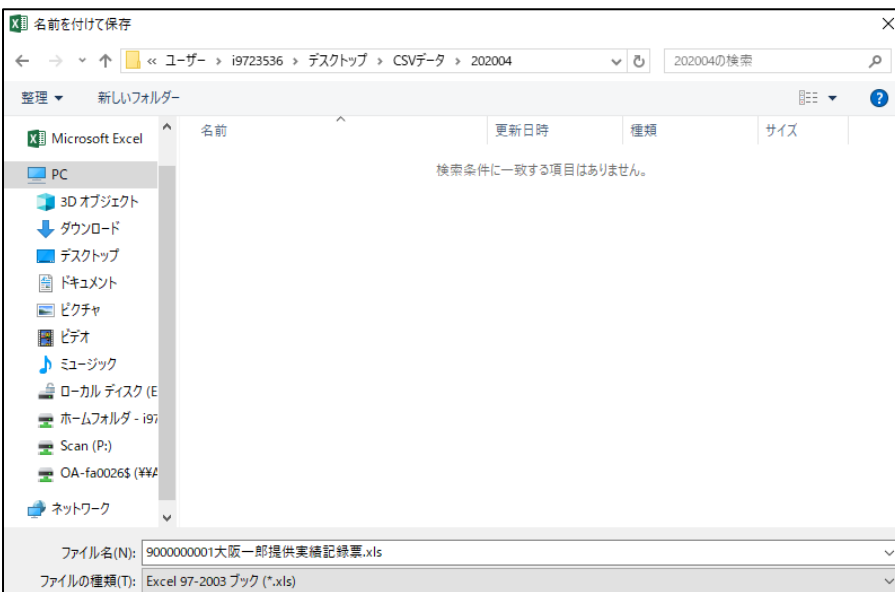 名前を付けて保存
« ユーザー › i9723536 › デスクトップ › CSVデータ › 202004
202004の検索
整理 新しいフォルダー
名前 更新日時 種類 サイズ
検索条件に一致する項目はありません。
Microsoft Excel
PC
3D オブジェクト
ダウンロード
デスクトップ
ドキュメント
ピクチャ
ビデオ
ミュージック
ローカル ディスク (E
ホームフォルダ - i97
Scan (P:)
OA-fa0026$ (¥¥A
ネットワーク
ファイル名(N): 9000000001大阪一郎提供実績記録票.xls
ファイルの種類(T): Excel 97-2003 ブック (*.xls)